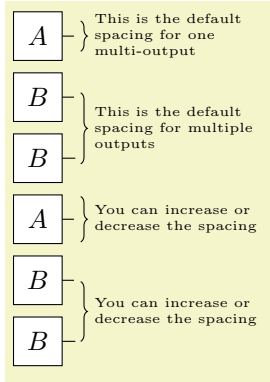 A
This is the default
spacing for one
multi-output
B
This is the default
spacing for multiple
outputs
B
A
You can increase or
decrease the spacing
B
You can increase or
decrease the spacing
B